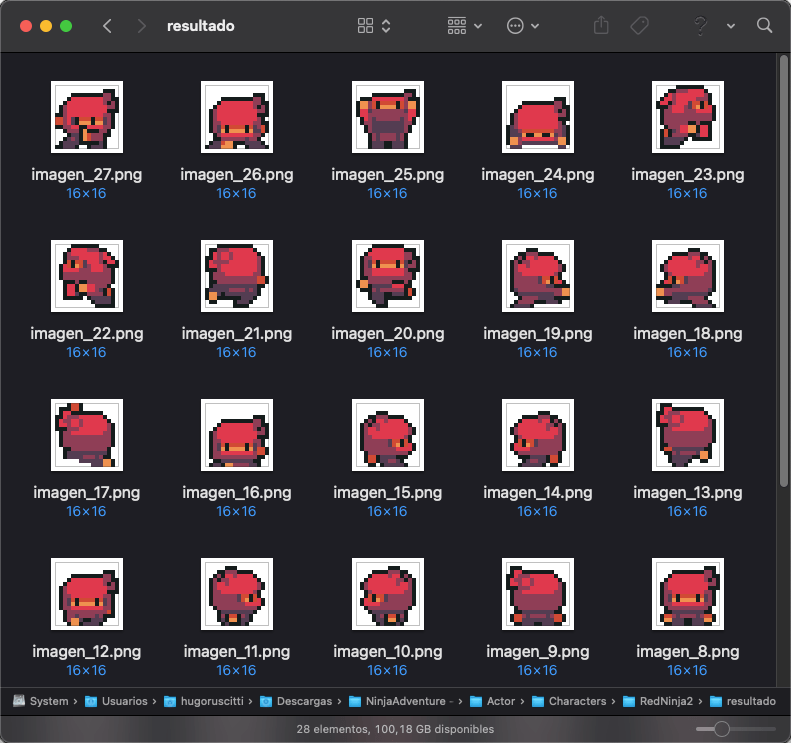 resultado
imagen_27.png imagen_26.png imagen_25.png imagen_24.png imagen_23.png
16×16 16×16 16×16 16×16 16×16
imagen_22.png imagen_21.png imagen_20.png imagen_19.png imagen_18.png
16×16 16×16 16×16 16×16 16×16
imagen_17.png imagen_16.png imagen_15.png imagen_14.png imagen_13.png
16×16 16×16 16×16 16×16 16×16
imagen_12.png imagen_11.png imagen_10.png imagen_9.png imagen_8.png
16×16 16×16 16×16 16×16 16×16
System › Usuarios › hugoruscitti › Descargas › NinjaAdventure - › Actor › Characters › RedNinja2 › resultado
28 elementos, 100,18 GB disponibles